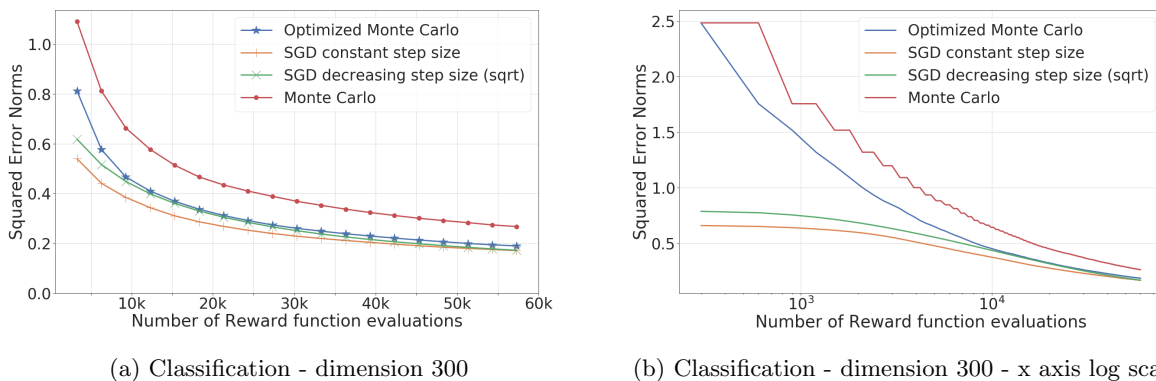 Optimized Monte Carlo
SGD constant step size
SGD decreasing step size (sqrt)
Monte Carlo
1.0
0.8
0.6
0.4
0.2
0.0
Squared Error Norms
10k 20k 30k 40k 50k 60k
Number of Reward function evaluations
(a) Classification - dimension 300
Optimized Monte Carlo
SGD constant step size
SGD decreasing step size (sqrt)
Monte Carlo
2.5
2.0
1.5
1.0
0.5
Squared Error Norms
10³ 10⁴
Number of Reward function evaluations
(b) Classification - dimension 300 - x axis log sca